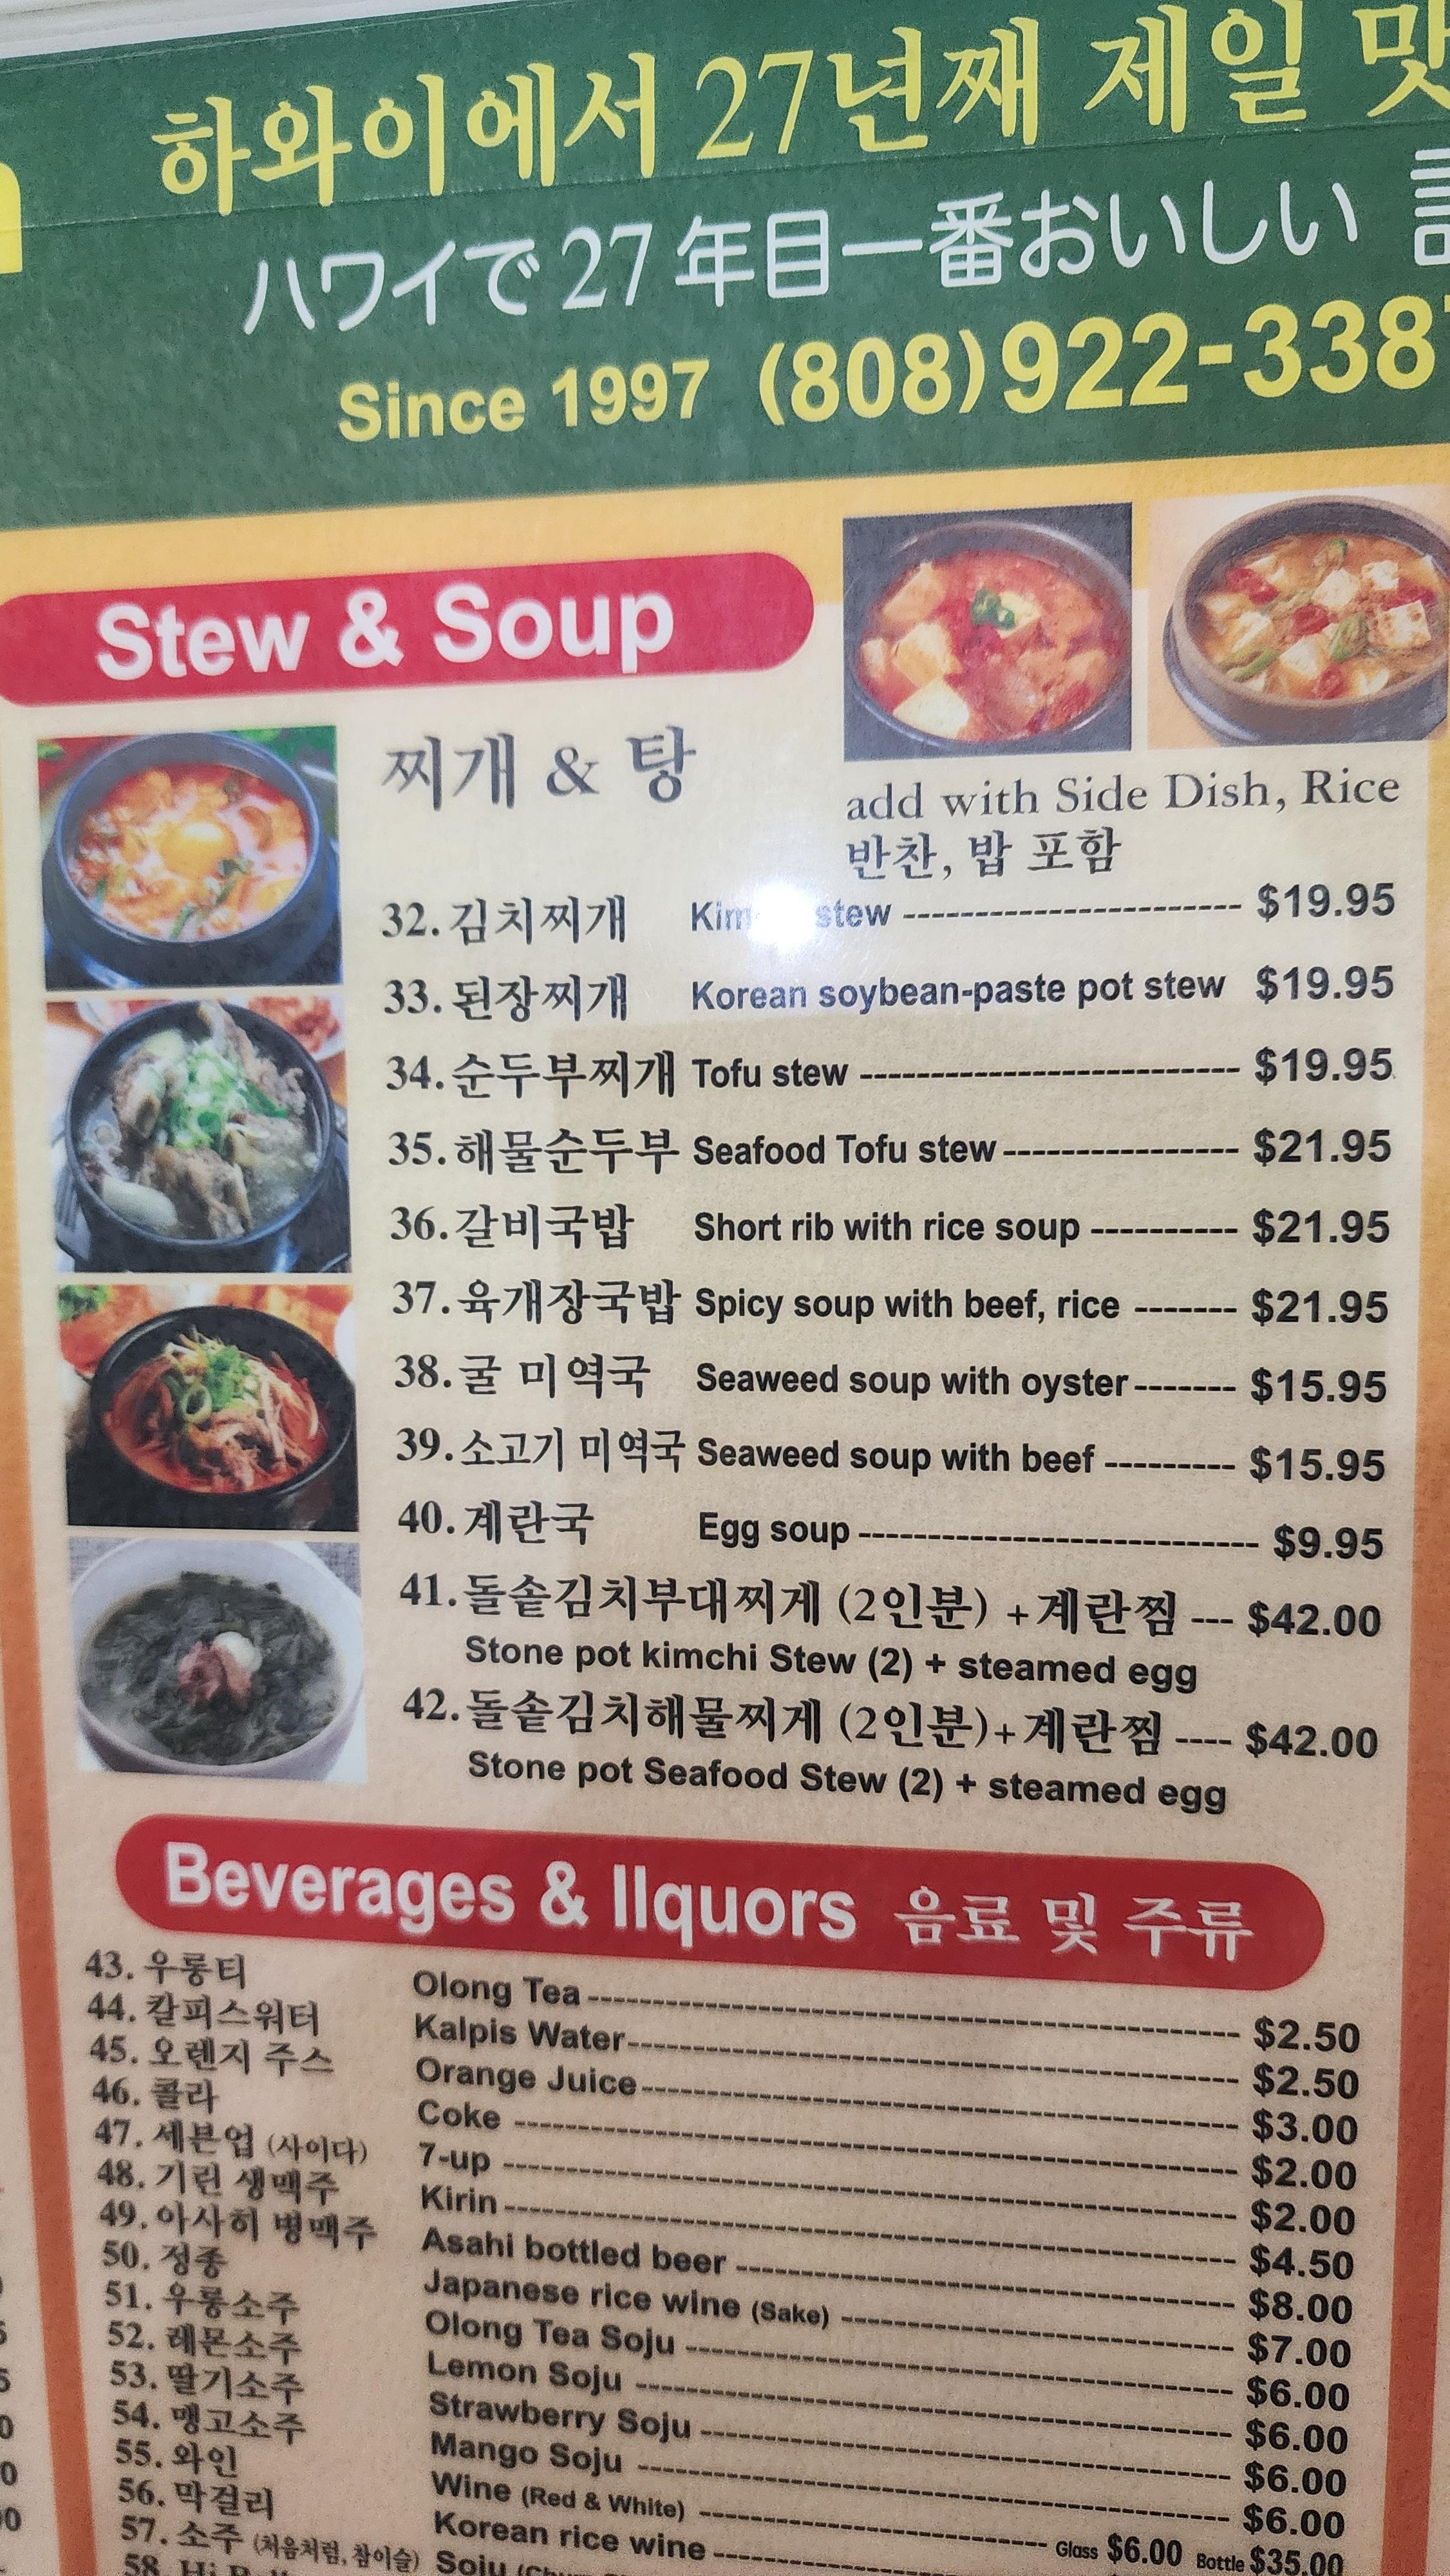 하와이에서 27년째 제일
ハワイで27年目一番おいしい
Since 1997 (808)922-338
Stew & Soup
찌개 & 탕
add with Side Dish, Rice
반찬, 밥 포함
32. 김치찌개 stew $19.95
33. 된장찌개 Korean soybean-paste pot stew $19.95
34. 순두부찌개 Tofu stew $19.95
35. 해물순두부 Seafood Tofu stew $21.95
36. 갈비국밥 Short rib with rice soup $21.95
37. 육개장국밥 Spicy soup with beef, rice $21.95
38. 굴 미역국 Seaweed soup with oyster $15.95
39. 소고기 미역국 Seaweed soup with beef $15.95
40. 계란국 Egg soup $9.95
41. 돌솥김치부대찌게 (2인분) +계란찜 --- $42.00
Stone pot kimchi Stew (2) + steamed egg
42. 돌솥김치해물찌게 (2인분)+계란찜 ---- $42.00
Stone pot Seafood Stew (2) + steamed egg
Beverages & llquors 음료 및 주류
43. 우롱티 Olong Tea $2.50
44. 칼피스워터 Kalpis Water $2.50
45. 오렌지 주스 Orange Juice $3.00
46. 콜라 Coke $2.00
47. 세븐업 (사이다) 7-up $2.00
48. 기린 생맥주 Kirin $4.50
49. 아사히 병맥주 Asahi bottled beer $8.00
50. 정종 Japanese rice wine (Sake) $7.00
51. 우롱소주 Olong Tea Soju $6.00
52. 레몬소주 Lemon Soju $6.00
53. 딸기소주 Strawberry Soju $6.00
54. 맹고소주 Mango Soju $6.00
55. 와인 Wine (Red & White) Glass $6.00 Bottle $35.00
56. 막걸리 Korean rice wine
57. 소주 (처음처럼, 참이슬) Soju
58.